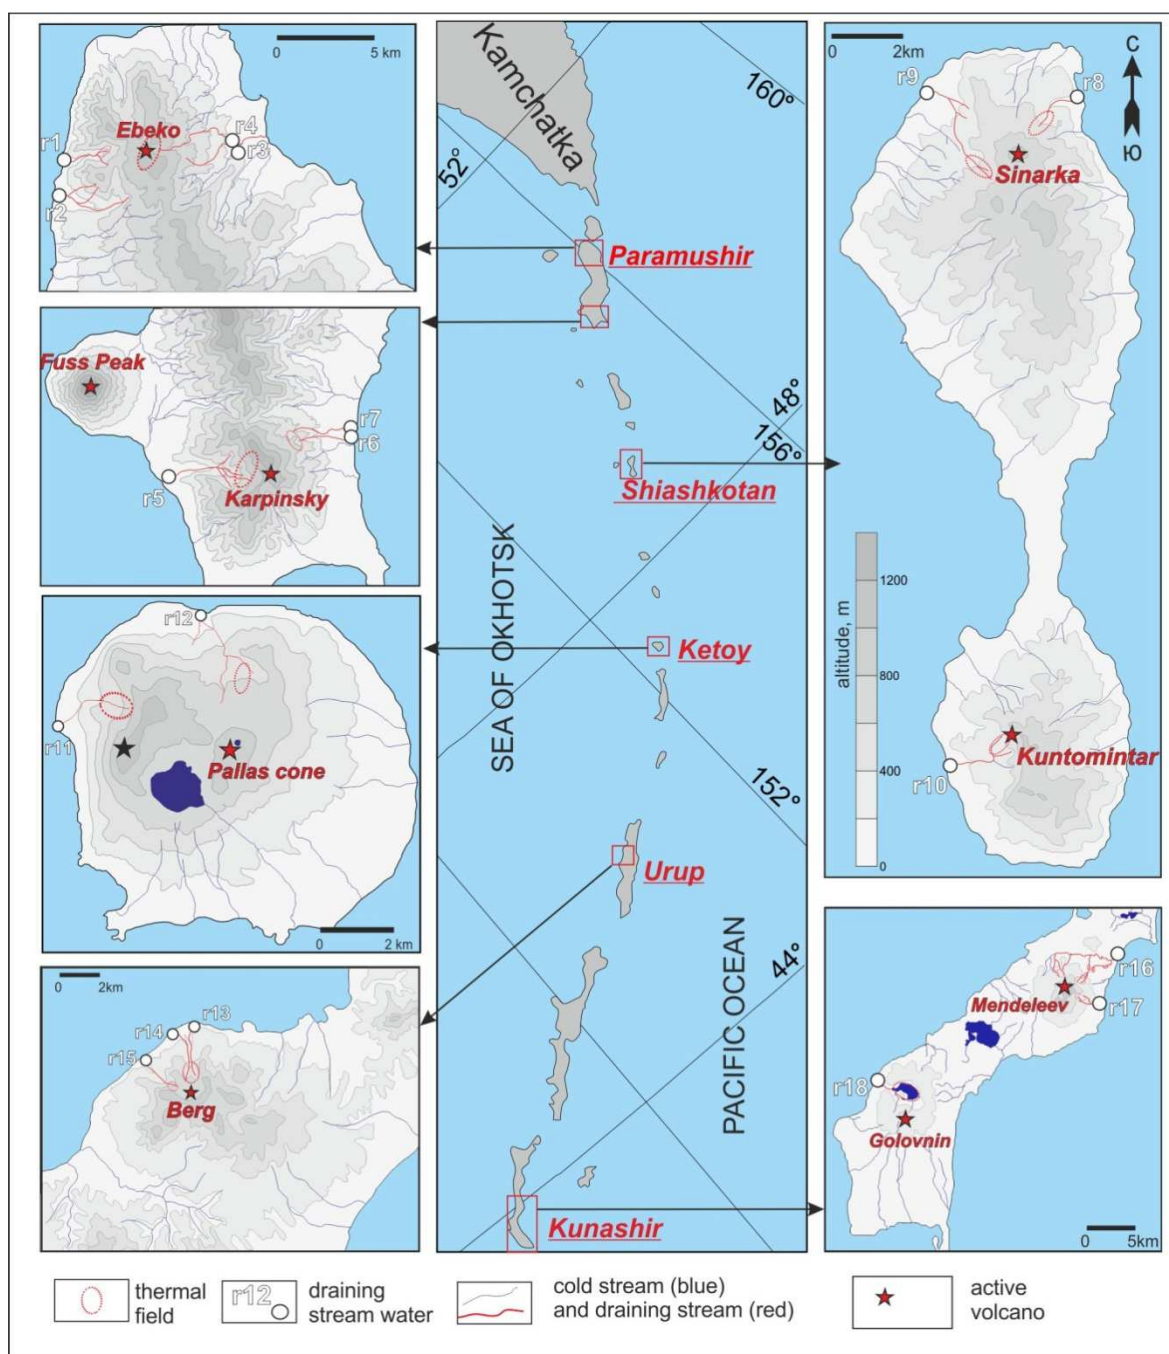 0
5 km
Ebeko
r1
r2
r4
r3
Fuss Peak
Karpinsky
r5
r7
r6
r12
r11
Pallas cone
0
2 km
0
2km
r13
r14
r15
Berg
Kamchatka
160°
52°
Paramushir
48°
156°
Shiashkotan
SEA OF OKHOTSK
Ketoy
152°
Urup
PACIFIC OCEAN
44°
Kunashir
0
2km
С
Ю
r9
r8
Sinarka
altitude, m
1200
800
400
0
Kuntomintar
r10
r16
Mendeleev
r17
r18
Golovnin
0
5km
thermal
field
r12
draining
stream water
cold stream (blue)
and draining stream (red)
active
volcano